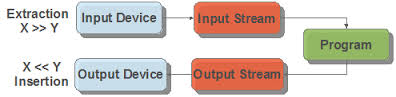 Extraction
X >> Y
Input Device
Input Stream
Program
X << Y
Insertion
Output Device
Output Stream